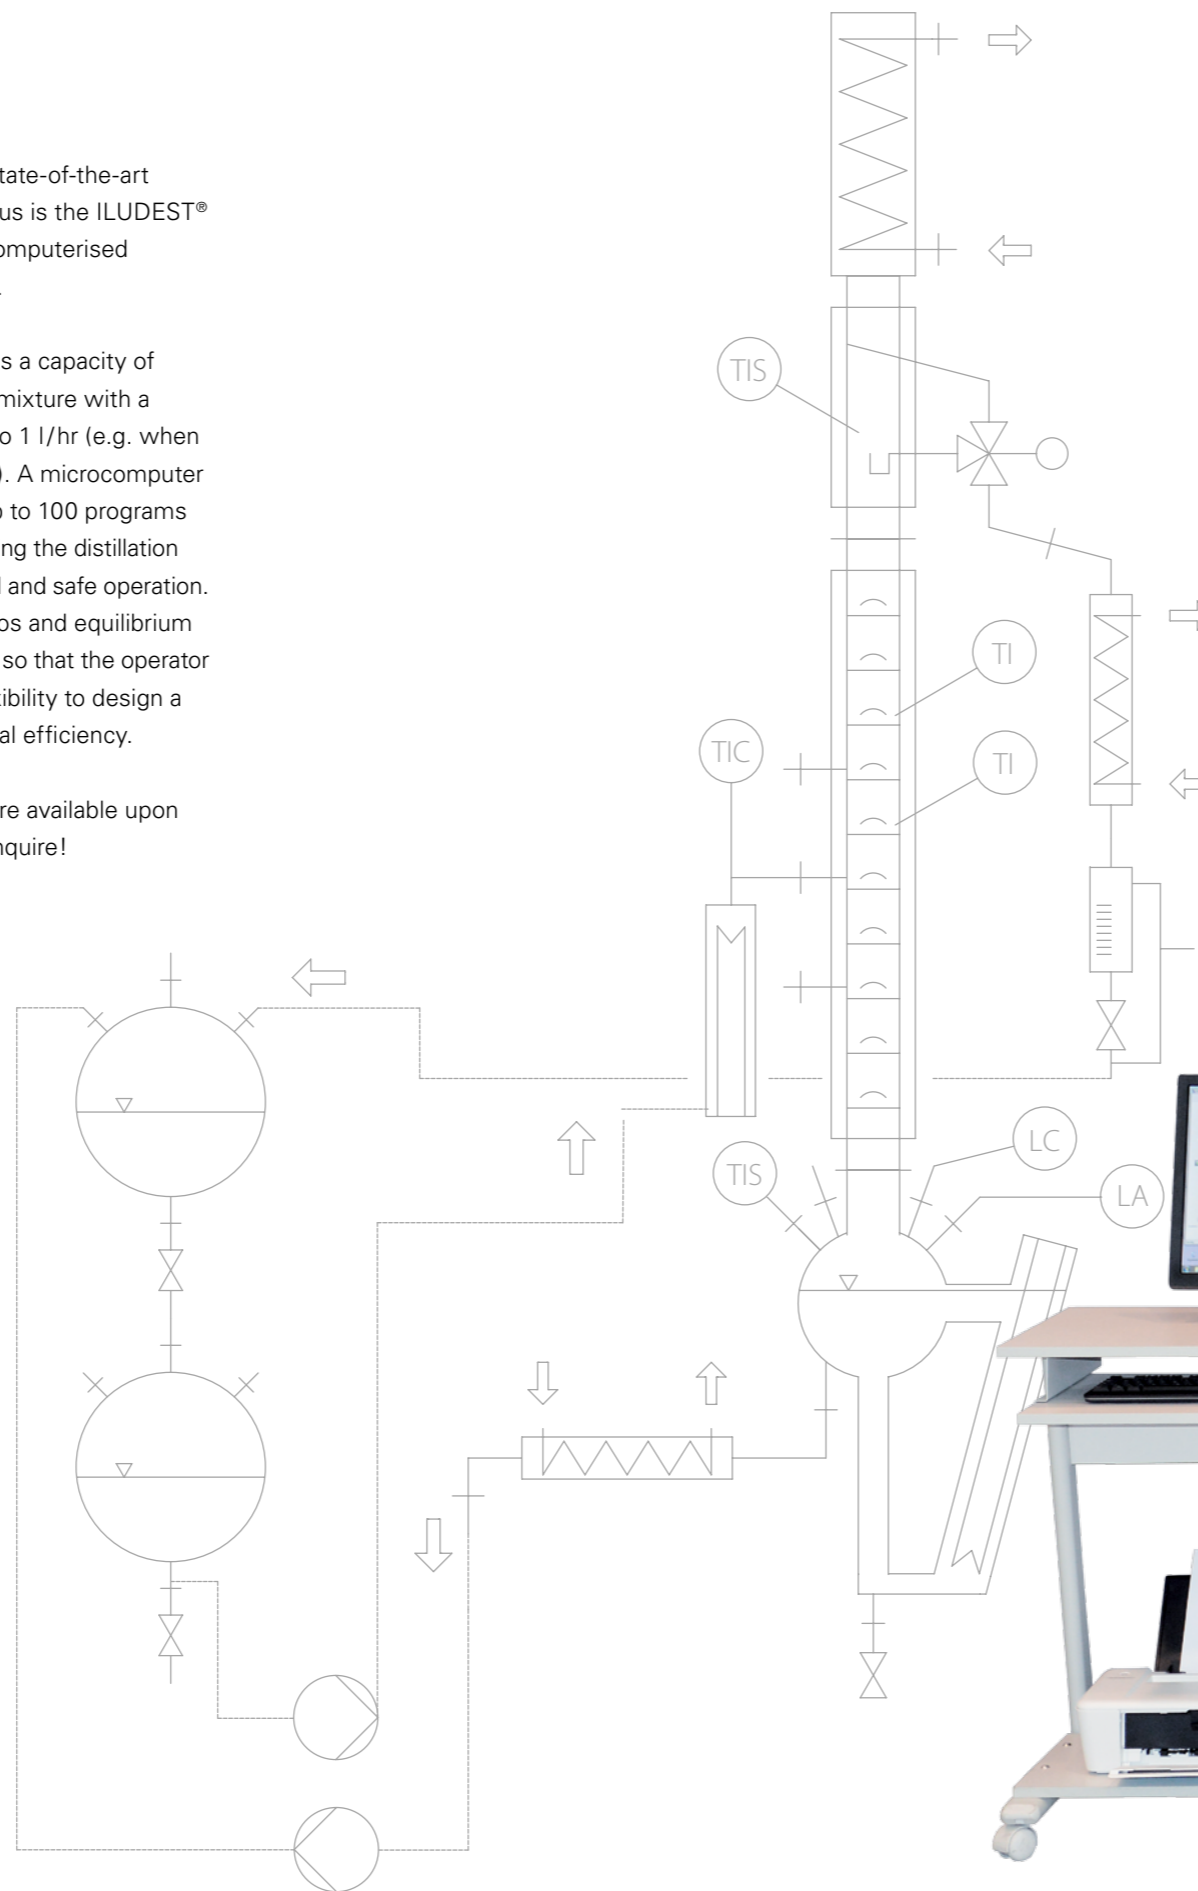 tate-of-the-art
us is the ILUDEST®
omputerised
.
s a capacity of
mixture with a
o 1 l/hr (e.g. when
). A microcomputer
p to 100 programs
ing the distillation
l and safe operation.
os and equilibrium
so that the operator
xibility to design a
al efficiency.
re available upon
nquire!
TIS
TI
TIC
TI
LC
TIS
LA